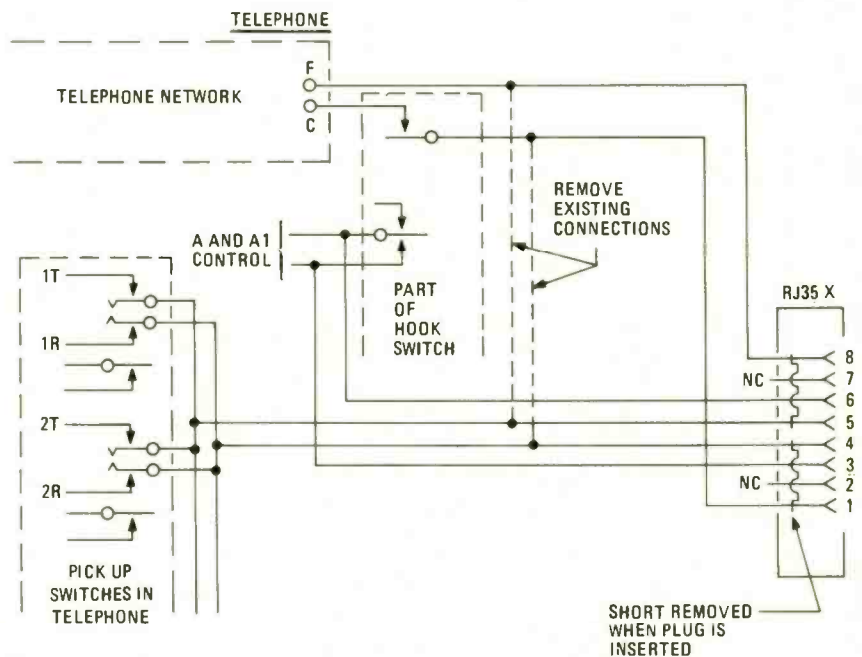 TELEPHONE
TELEPHONE NETWORK
F
C
A AND A1
CONTROL
PART
OF
HOOK
SWITCH
REMOVE
EXISTING
CONNECTIONS
1T
1R
2T
2R
PICK UP
SWITCHES IN
TELEPHONE
RJ35 X
8
NC 7
6
5
4
3
NC 2
1
SHORT REMOVED
WHEN PLUG IS
INSERTED